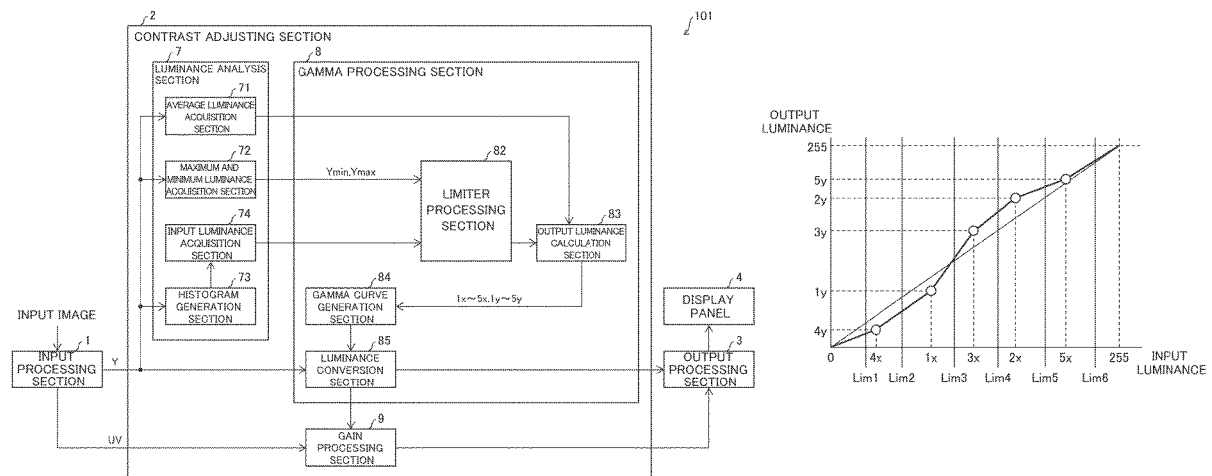 2
101
CONTRAST ADJUSTING SECTION
7
8
LUMINANCE ANALYSIS
SECTION
GAMMA PROCESSING SECTION
71
AVERAGE LUMINANCE
ACQUISITION
SECTION
72
MAXIMUM AND
MINIMUM LUMINANCE
ACQUISITION SECTION
Ymin,Ymax
82
LIMITER
PROCESSING
SECTION
74
INPUT LUMINANCE
ACQUISITION
SECTION
83
OUTPUT LUMINANCE
CALCULATION
SECTION
73
HISTOGRAM
GENERATION
SECTION
84
GAMMA CURVE
GENERATION
SECTION
1x～5x,1y～5y
4
DISPLAY
PANEL
INPUT IMAGE
1
INPUT
PROCESSING
SECTION
Y
85
LUMINANCE
CONVERSION
SECTION
3
OUTPUT
PROCESSING
SECTION
UV
9
GAIN
PROCESSING
SECTION
OUTPUT
LUMINANCE
255
5y
2y
3y
1y
4y
0 4x 1x 3x 2x 5x 255 INPUT
LUMINANCE
Lim1 Lim2 Lim3 Lim4 Lim5 Lim6